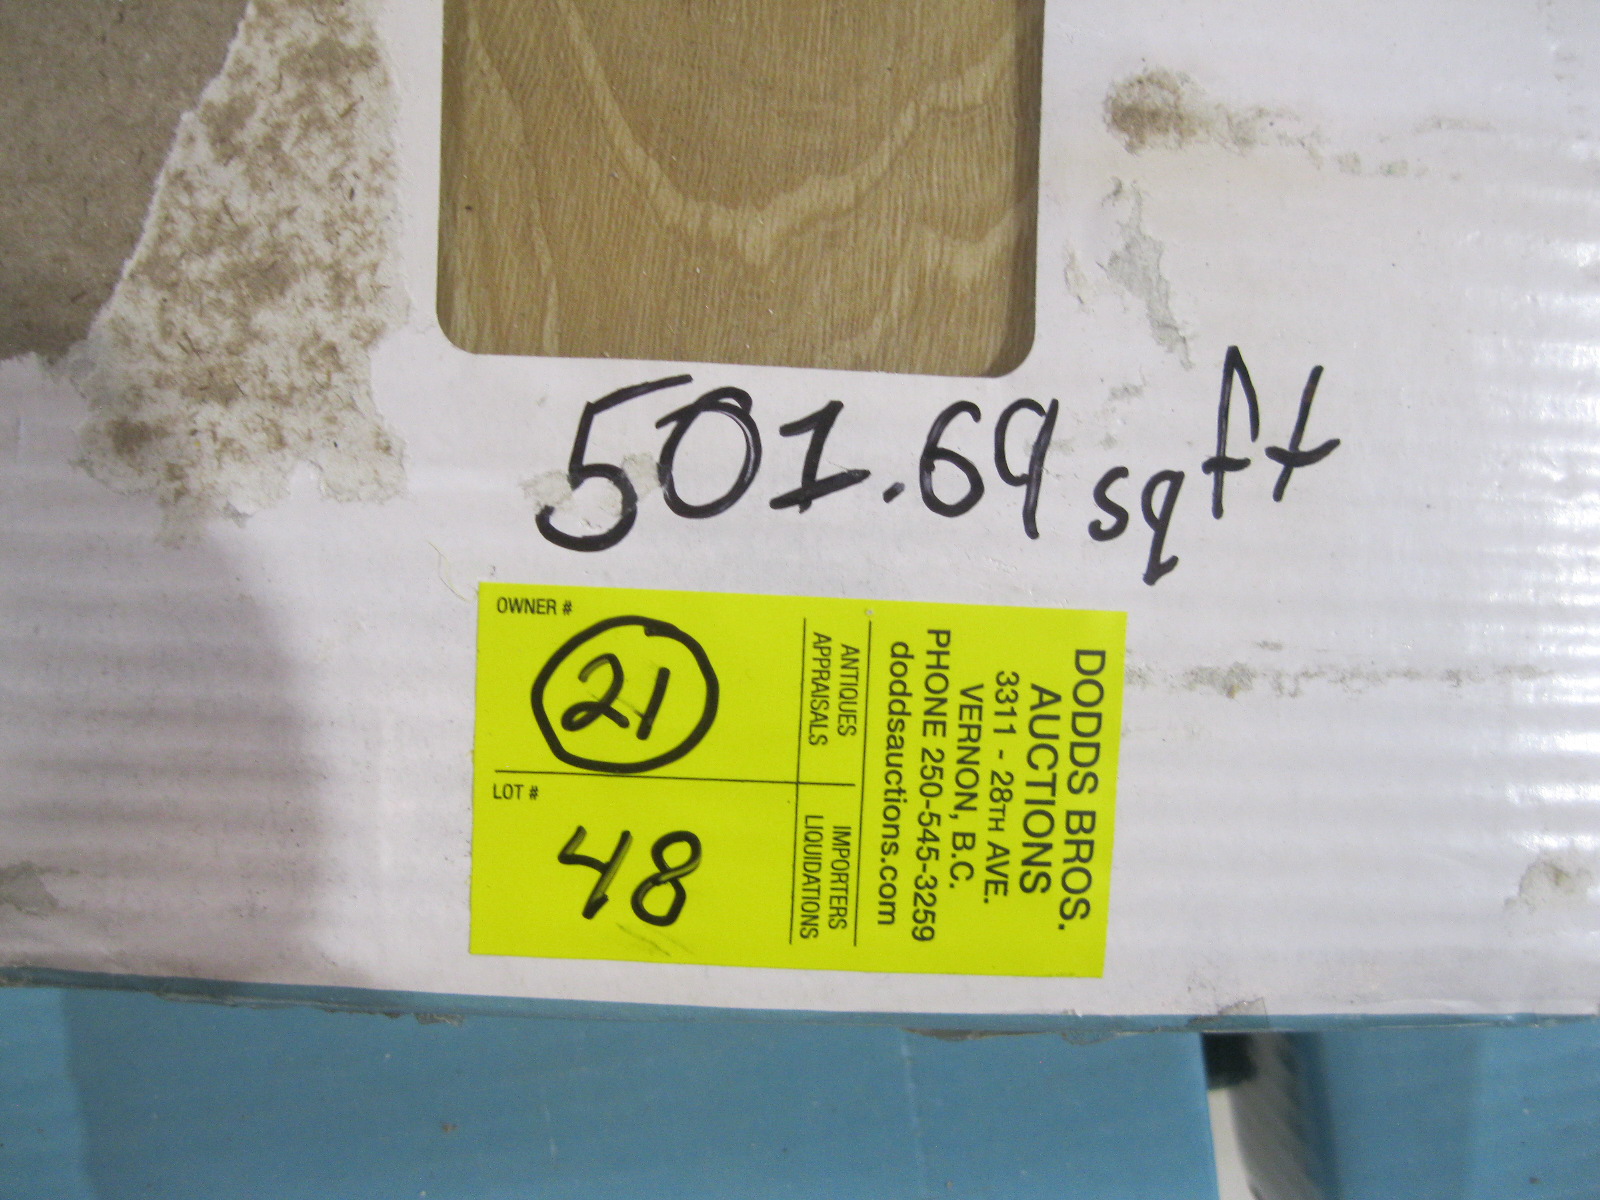 501.69 sqft
OWNER #
21
LOT #
48
ANTIQUES
APPRAISALS
IMPORTERS
LIQUIDATIONS
DODDS BROS.
AUCTIONS
3311 - 28TH AVE.
VERNON, B.C.
PHONE 250-545-3259
doddsauctions.com